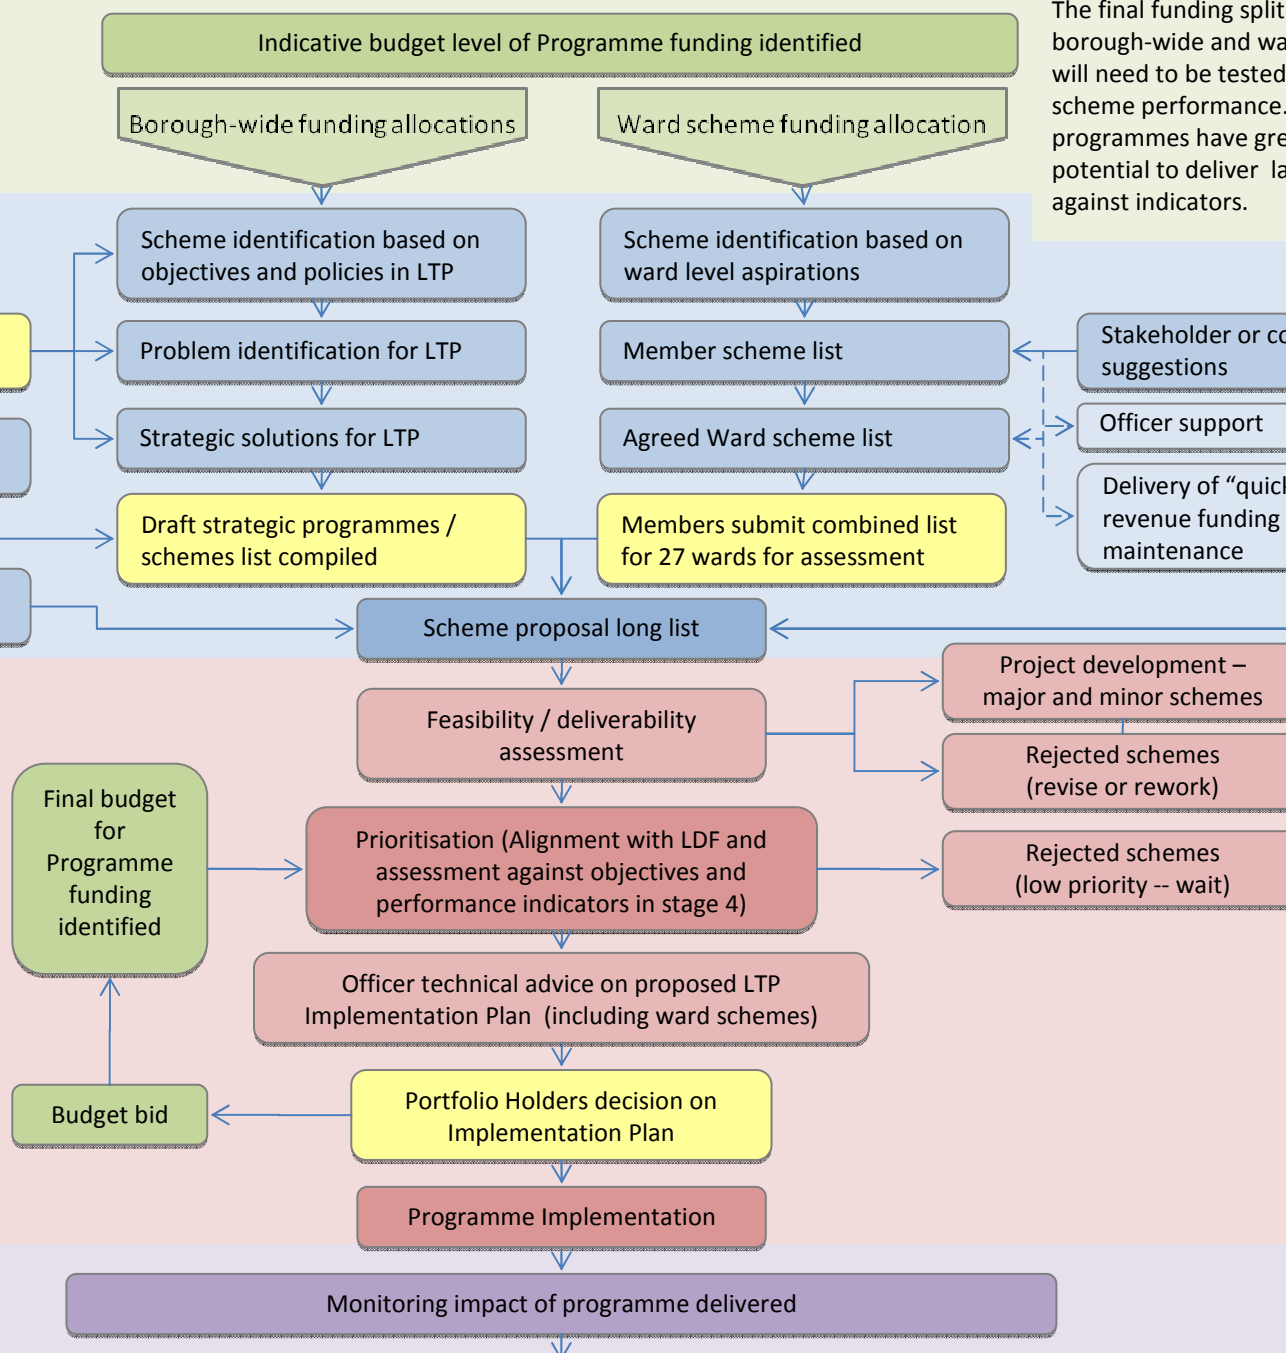 Indicative budget level of Programme funding identified
The final funding split
borough-wide and
will need to be tested
scheme performance.
programmes have
potential to deliver
against indicators.
Borough-wide funding allocations
Ward scheme funding allocation
Scheme identification based on
objectives and policies in LTP
Scheme identification based on
ward level aspirations
Problem identification for LTP
Member scheme list
Stakeholder or
suggestions
Strategic solutions for LTP
Agreed Ward scheme list
Officer support
Delivery of
revenue funding
maintenance
Draft strategic programmes /
schemes list compiled
Members submit combined list
for 27 wards for assessment
Scheme proposal long list
Project development –
major and minor schemes
Feasibility / deliverability
assessment
Rejected schemes
(revise or rework)
Final budget
for
Programme
funding
identified
Prioritisation (Alignment with LDF and
assessment against objectives and
performance indicators in stage 4)
Rejected schemes
(low priority -- wait)
Officer technical advice on proposed LTP
Implementation Plan (including ward schemes)
Budget bid
Portfolio Holders decision on
Implementation Plan
Programme Implementation
Monitoring impact of programme delivered